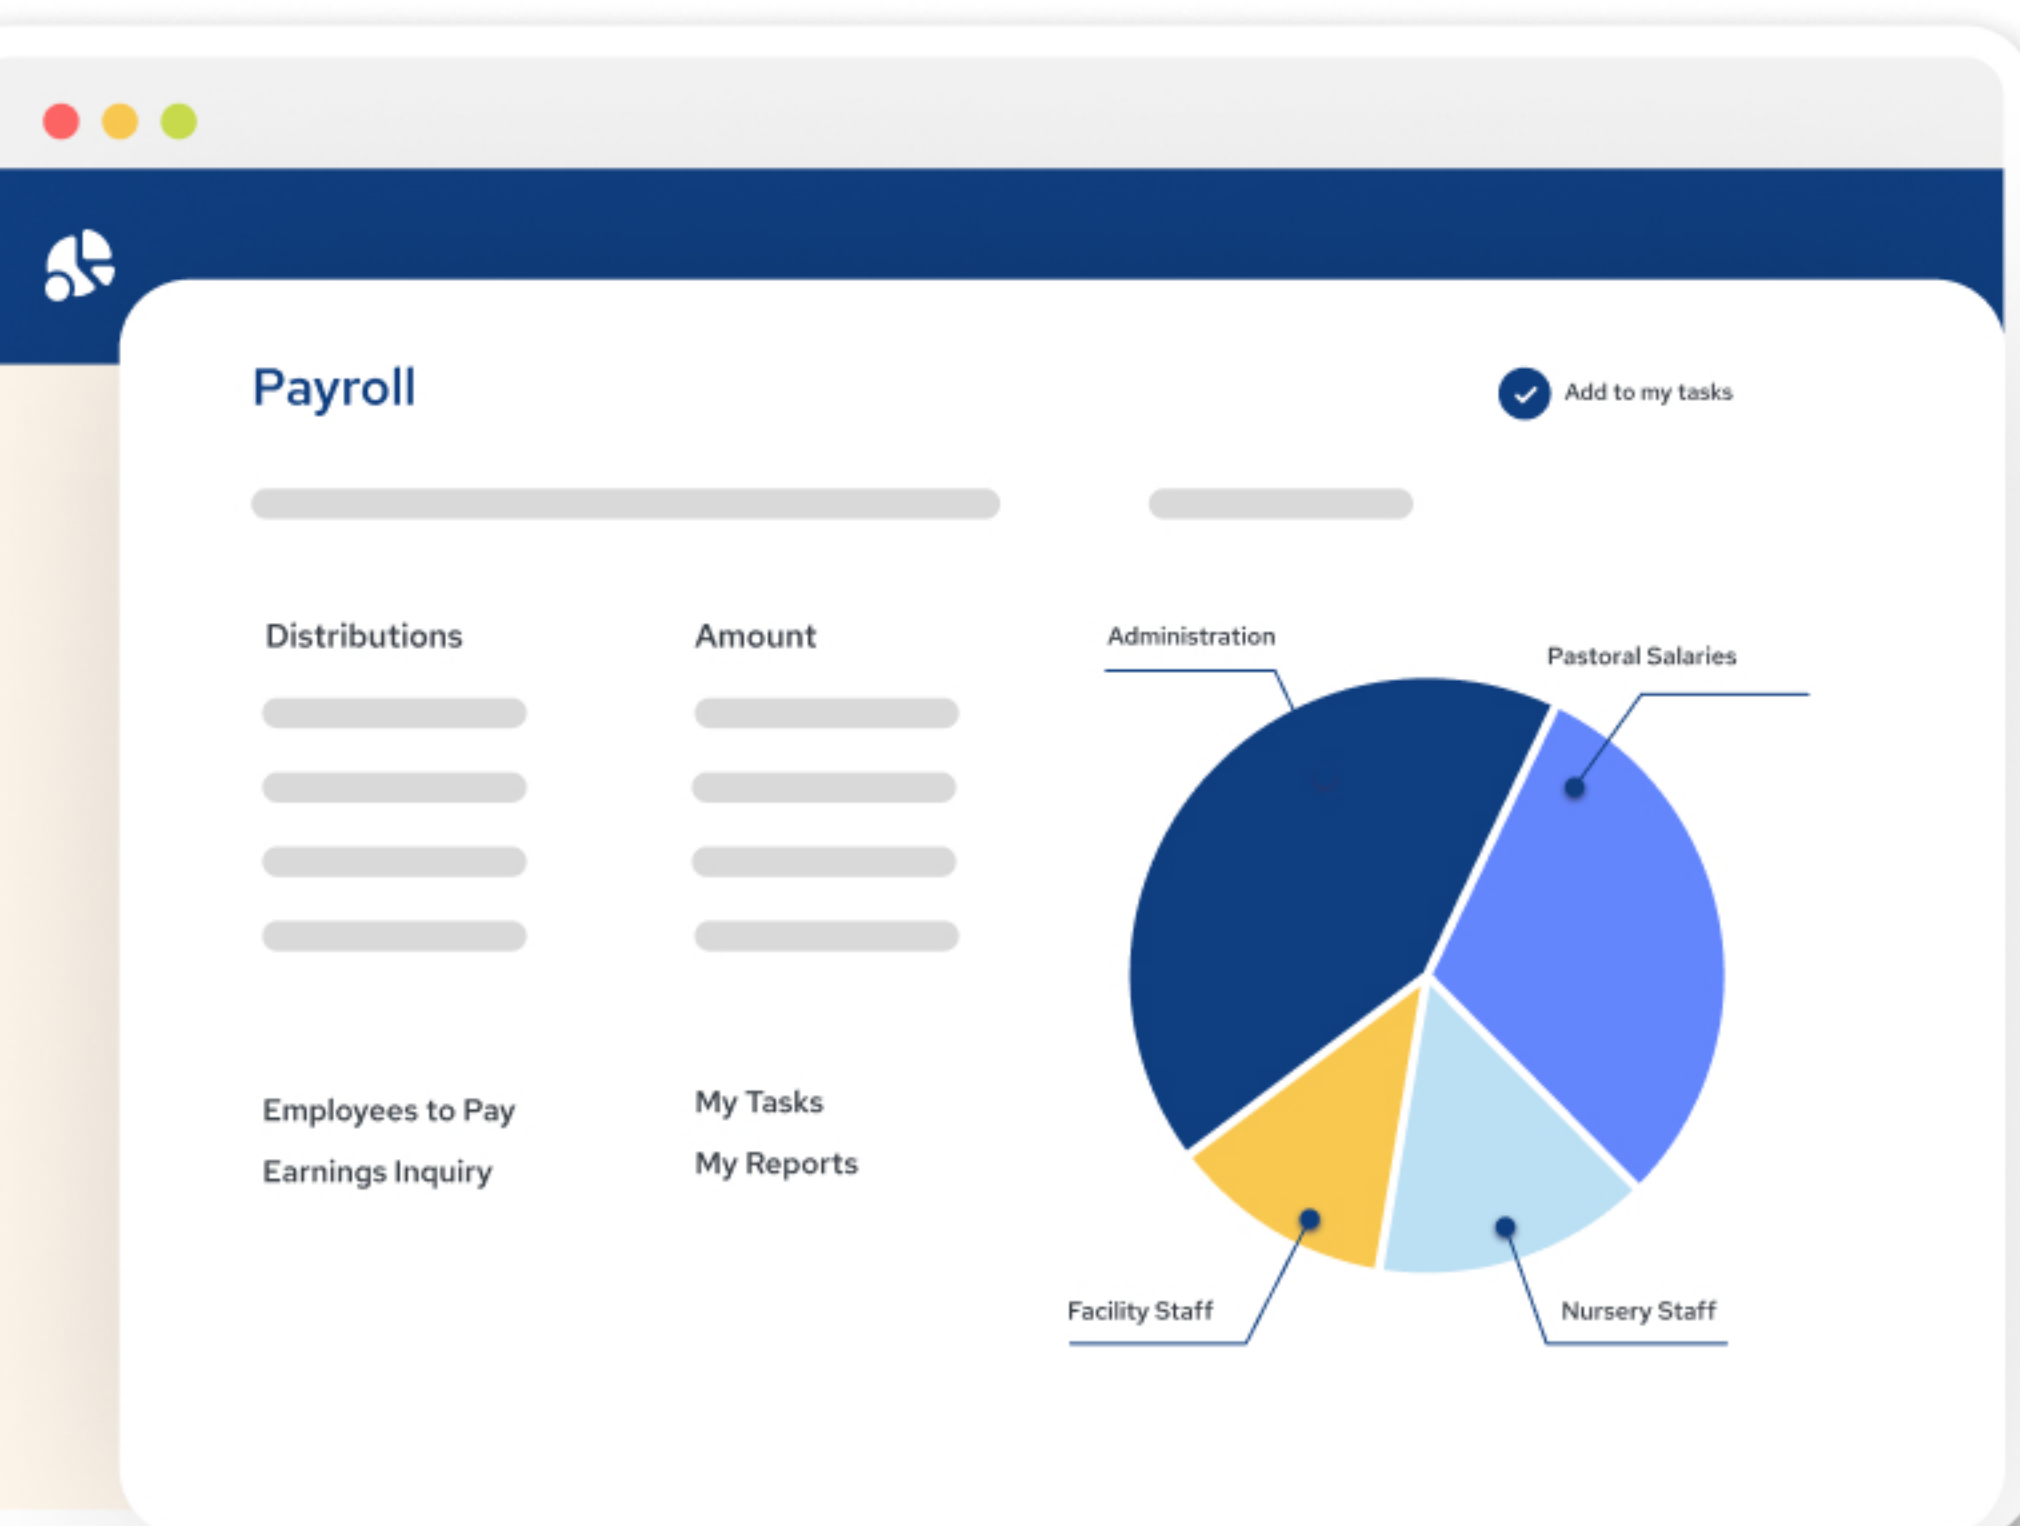 Payroll
Add to my tasks
Distributions
Amount
Administration
Pastoral Salaries
Employees to Pay
My Tasks
Earnings Inquiry
My Reports
Facility Staff
Nursery Staff